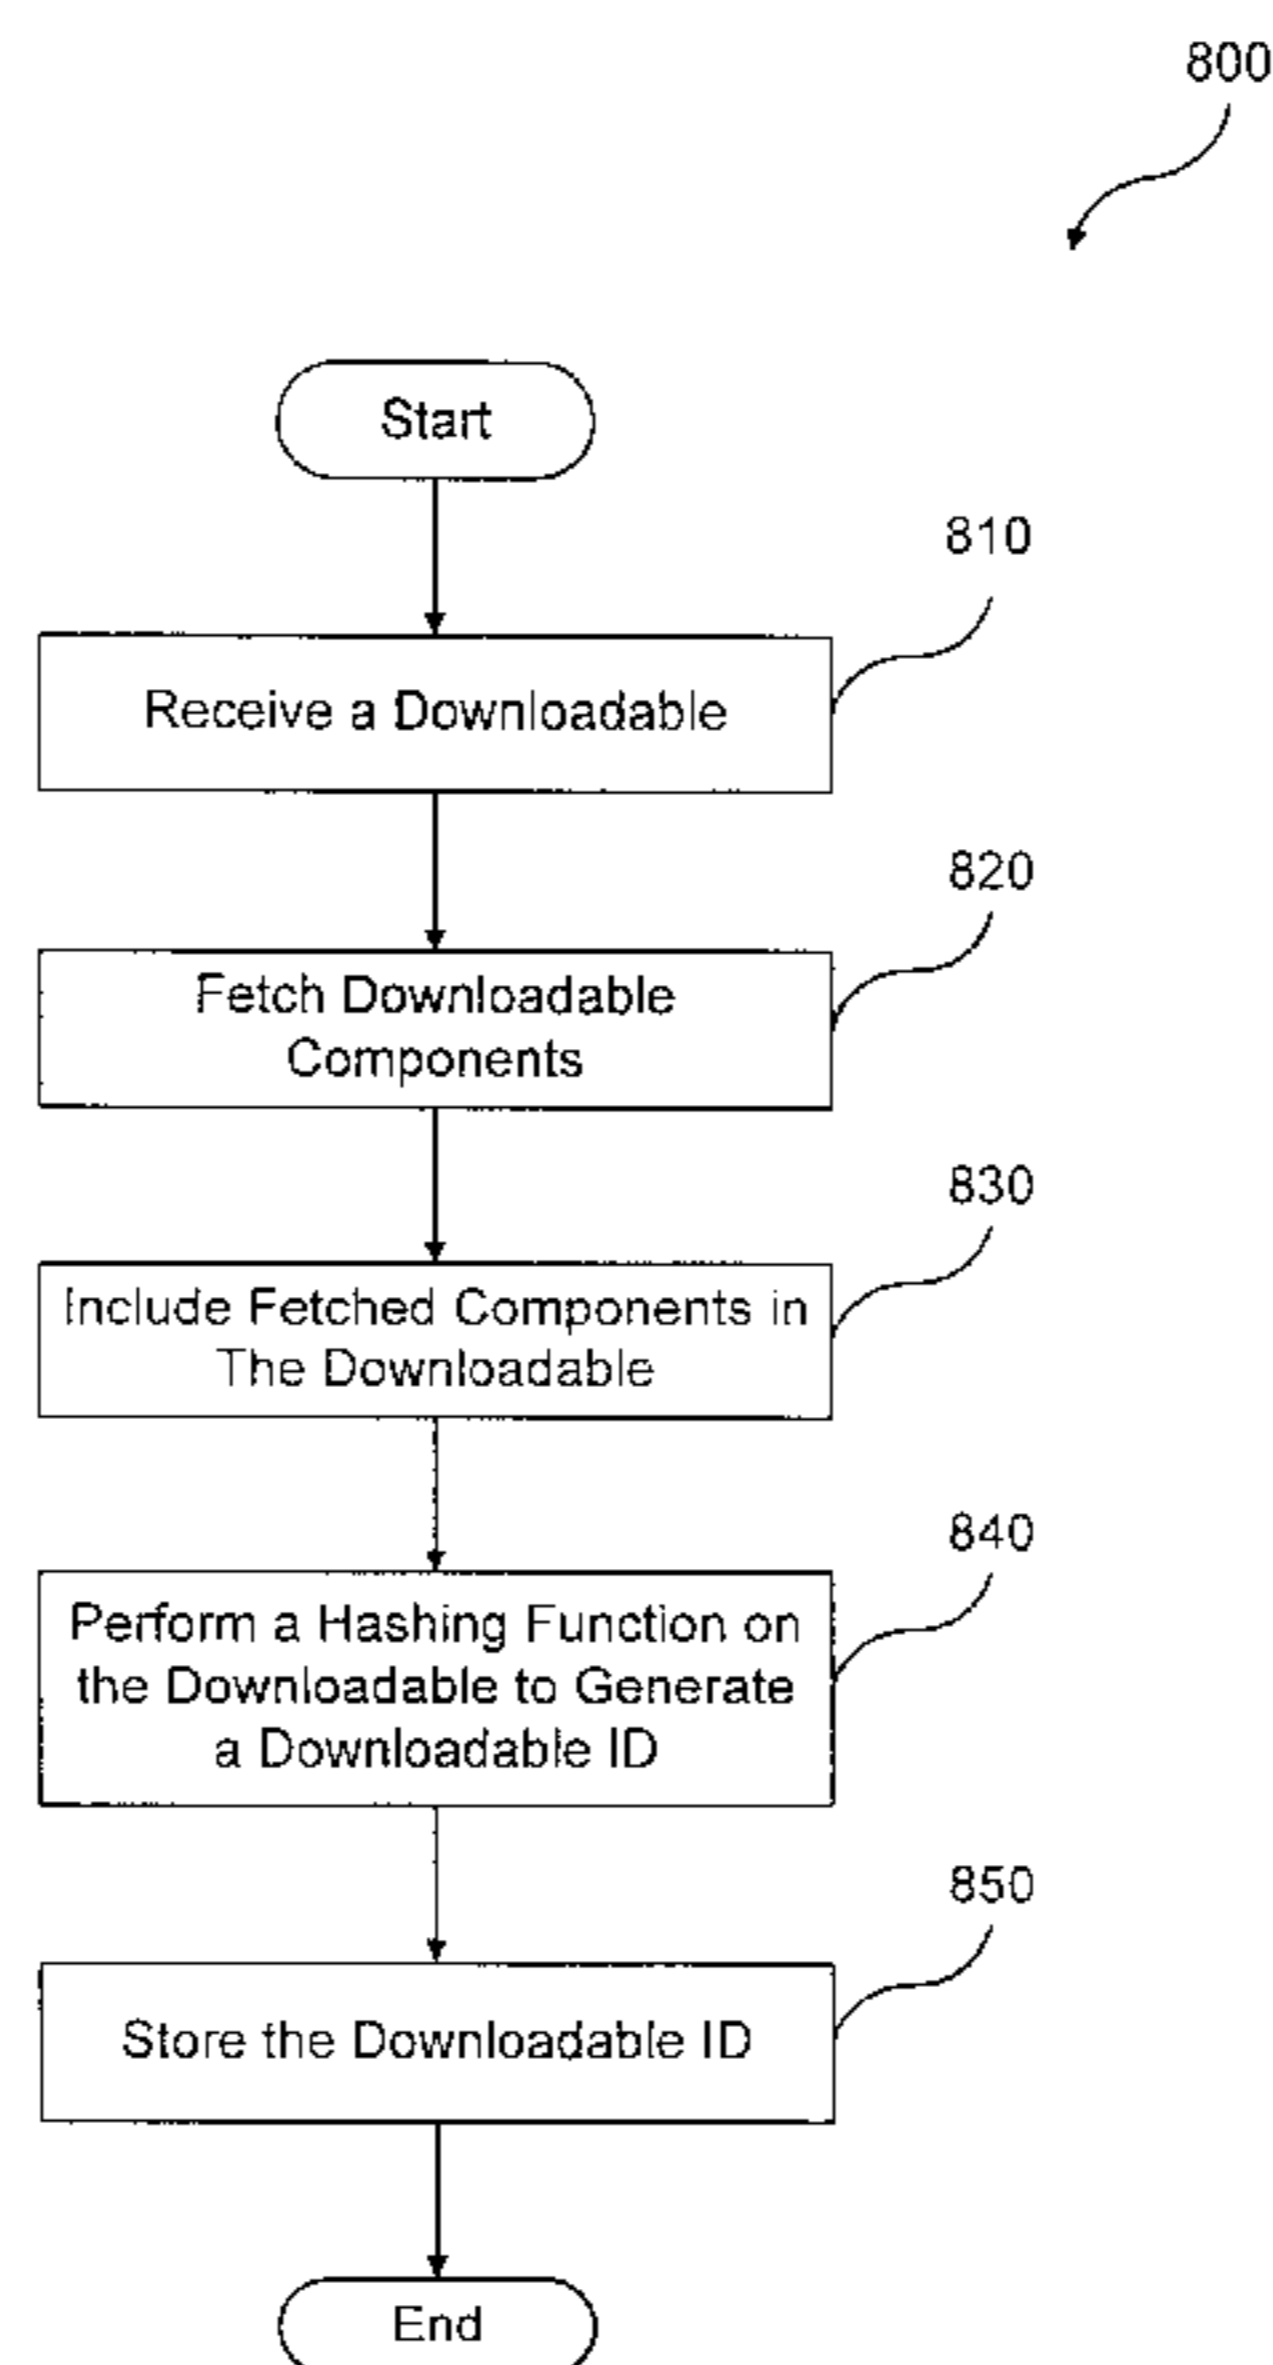 800
Start
810
Receive a Downloadable
820
Fetch Downloadable
Components
830
Include Fetched Components in
The Downloadable
840
Perform a Hashing Function on
the Downloadable to Generate
a Downloadable ID
850
Store the Downloadable ID
End